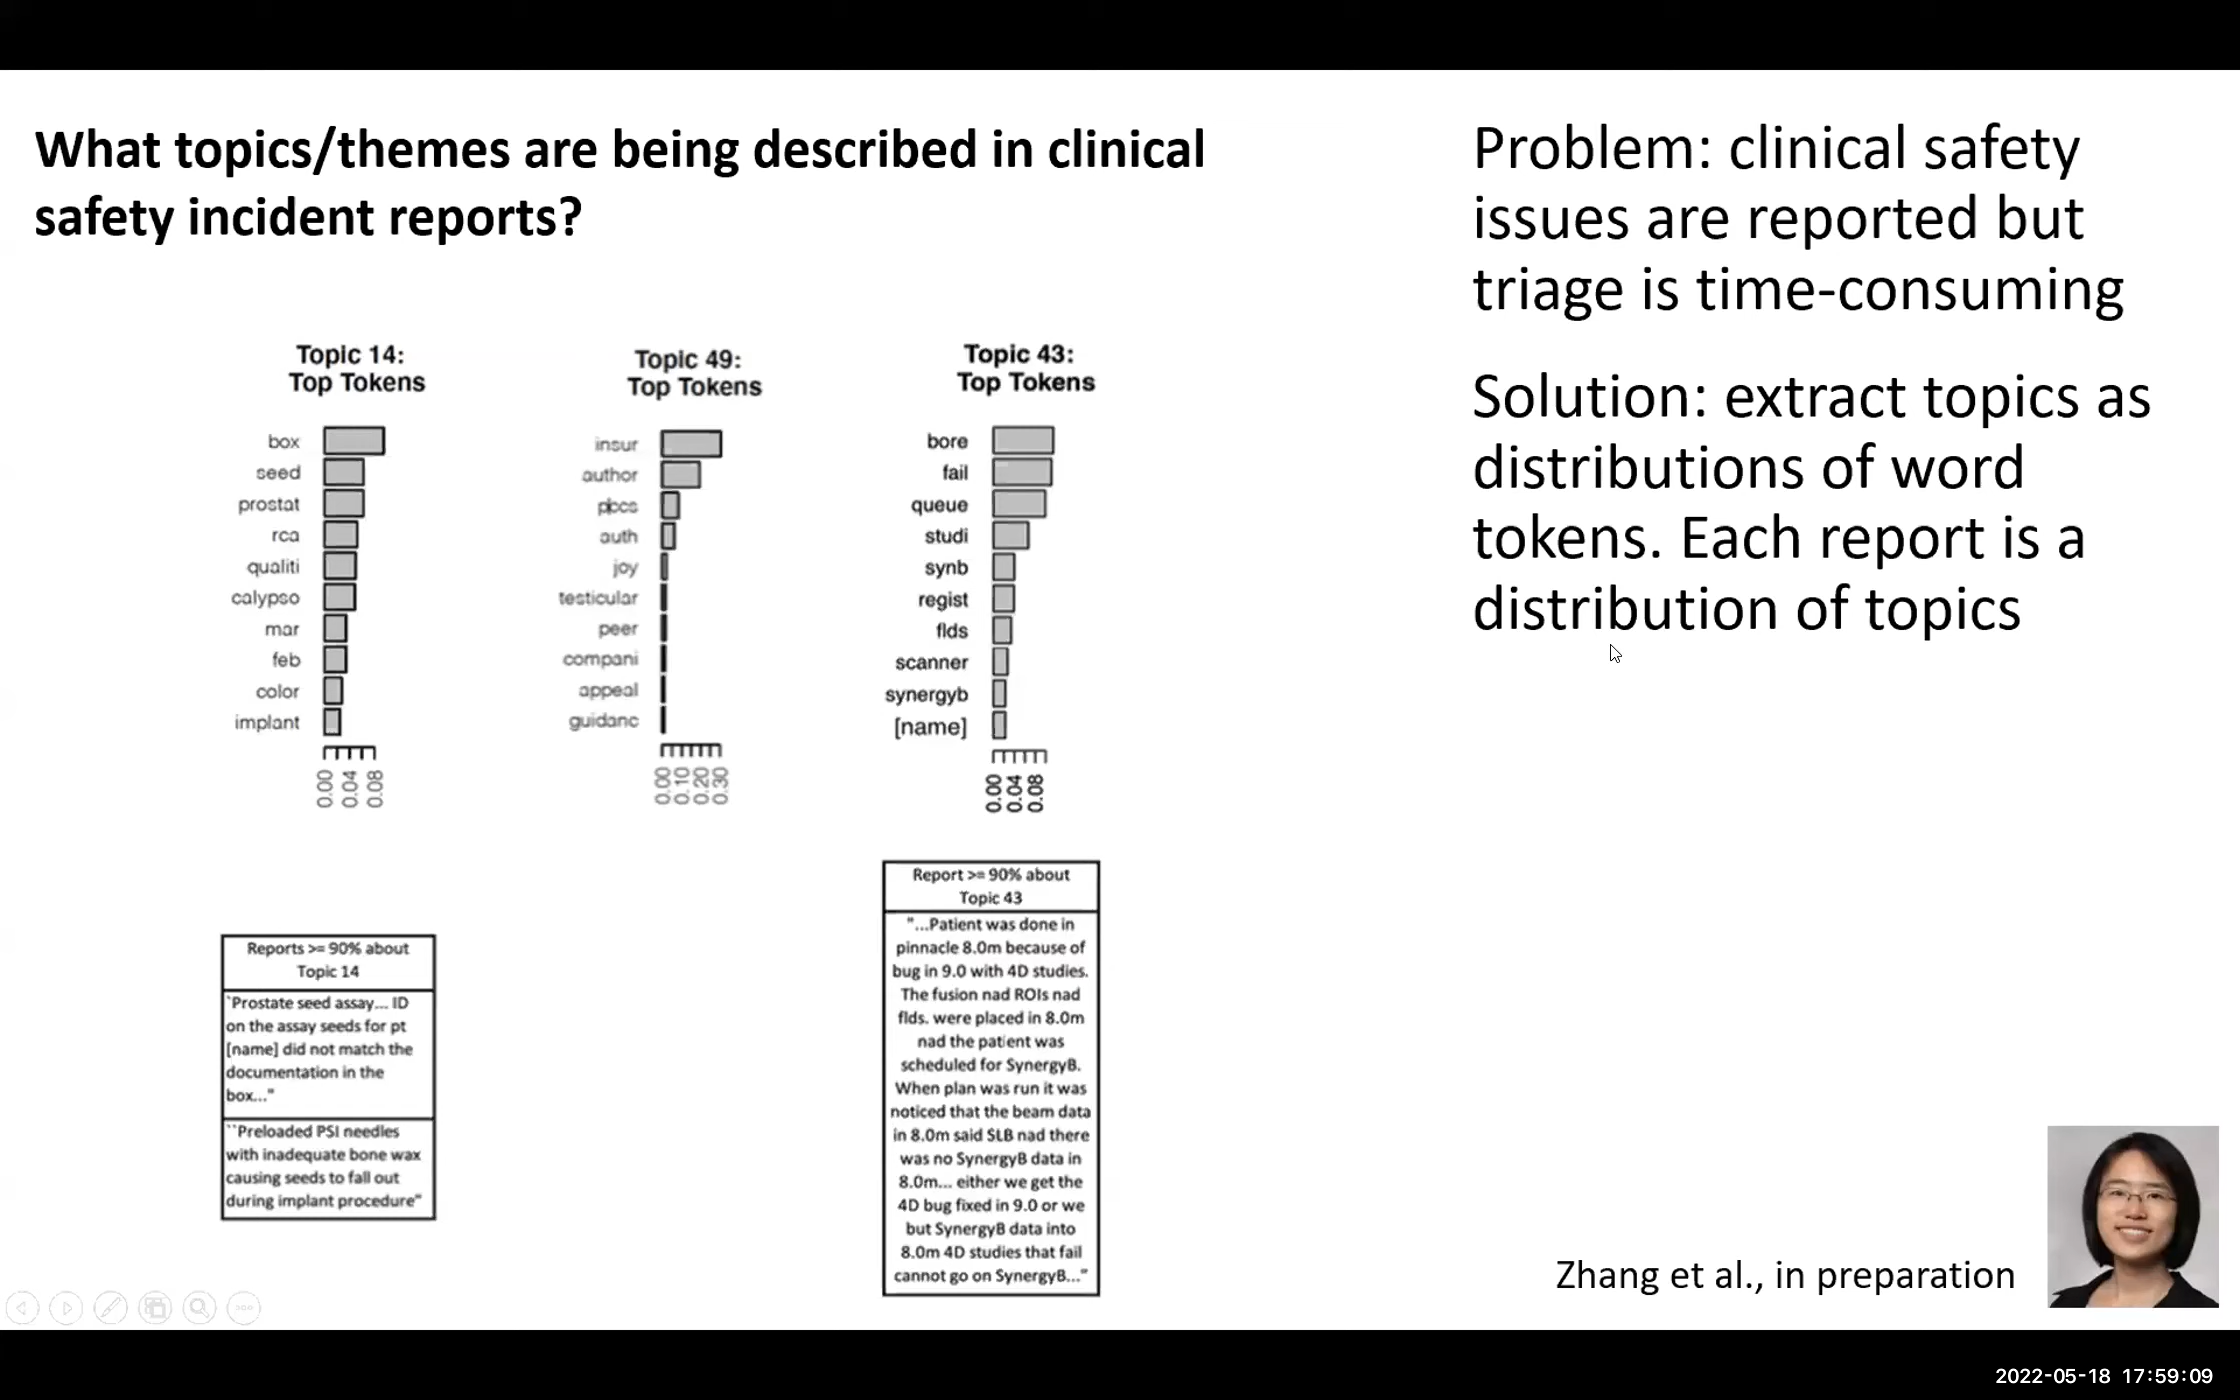 What topics/themes are being described in clinical
safety incident reports?
Problem: clinical safety
issues are reported but
triage is time-consuming
Solution: extract topics as
distributions of word
tokens. Each report is a
distribution of topics
Topic 14:
Top Tokens
box
seed
prostat
rca
qualiti
calypso
mar
feb
color
implant
0.00
0.04
0.08
Topic 49:
Top Tokens
insur
author
auth
joy
testicular
peer
compani
appeal
guidanc
0.00
0.10
0.20
0.30
Topic 43:
Top Tokens
bore
fail
queue
studi
synb
regist
flds
scanner
synergyb
[name]
0.00
0.04
0.08
Reports >= 90% about
Topic 14
`Prostate seed assay... ID
on the assay seeds for pt
[name] did not match the
documentation in the
box..."
``Preloaded PSI needles
with inadequate bone wax
causing seeds to fall out
during implant procedure"
Report >= 90% about
Topic 43
"...Patient was done in
pinnacle 8.0m because of
bug in 9.0 with 4D studies.
The fusion nad ROIs nad
flds. were placed in 8.0m
nad the patient was
scheduled for SynergyB.
When plan was run it was
noticed that the beam data
in 8.0m said SLB nad there
was no SynergyB data in
8.0m... either we get the
4D bug fixed in 9.0 or we
but SynergyB data into
8.0m 4D studies that fail
cannot go on SynergyB..."
Zhang et al., in preparation
2022-05-18 17:59:09